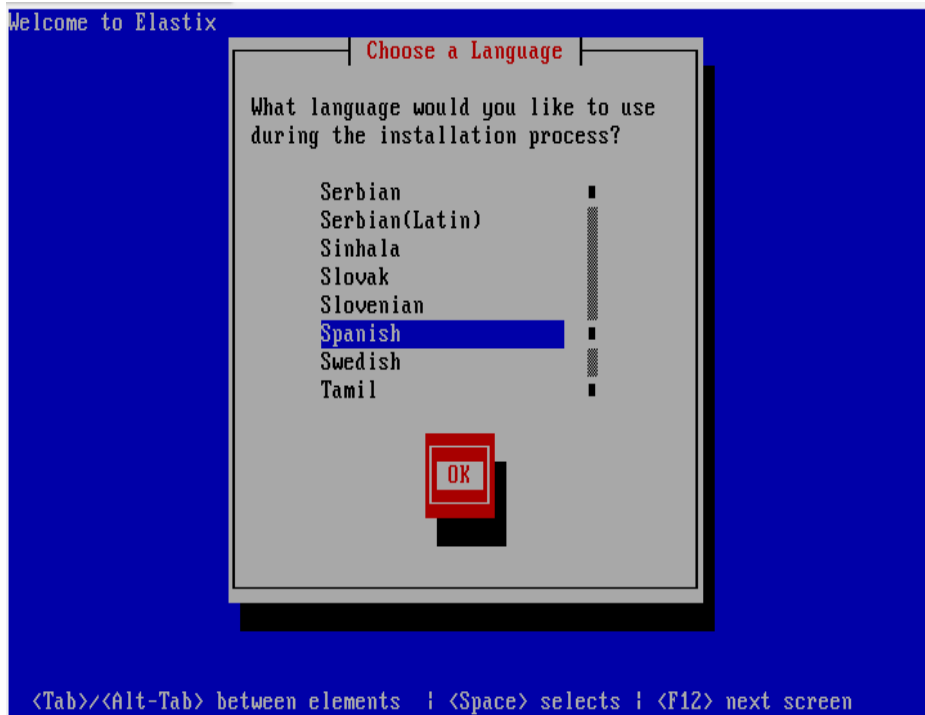 Welcome to Elastix
Choose a Language
What language would you like to use
during the installation process?
Serbian
Serbian(Latin)
Sinhala
Slovak
Slovenian
Spanish
Swedish
Tamil
OK
<Tab>/<Alt-Tab> between elements | <Space> selects | <F12> next screen